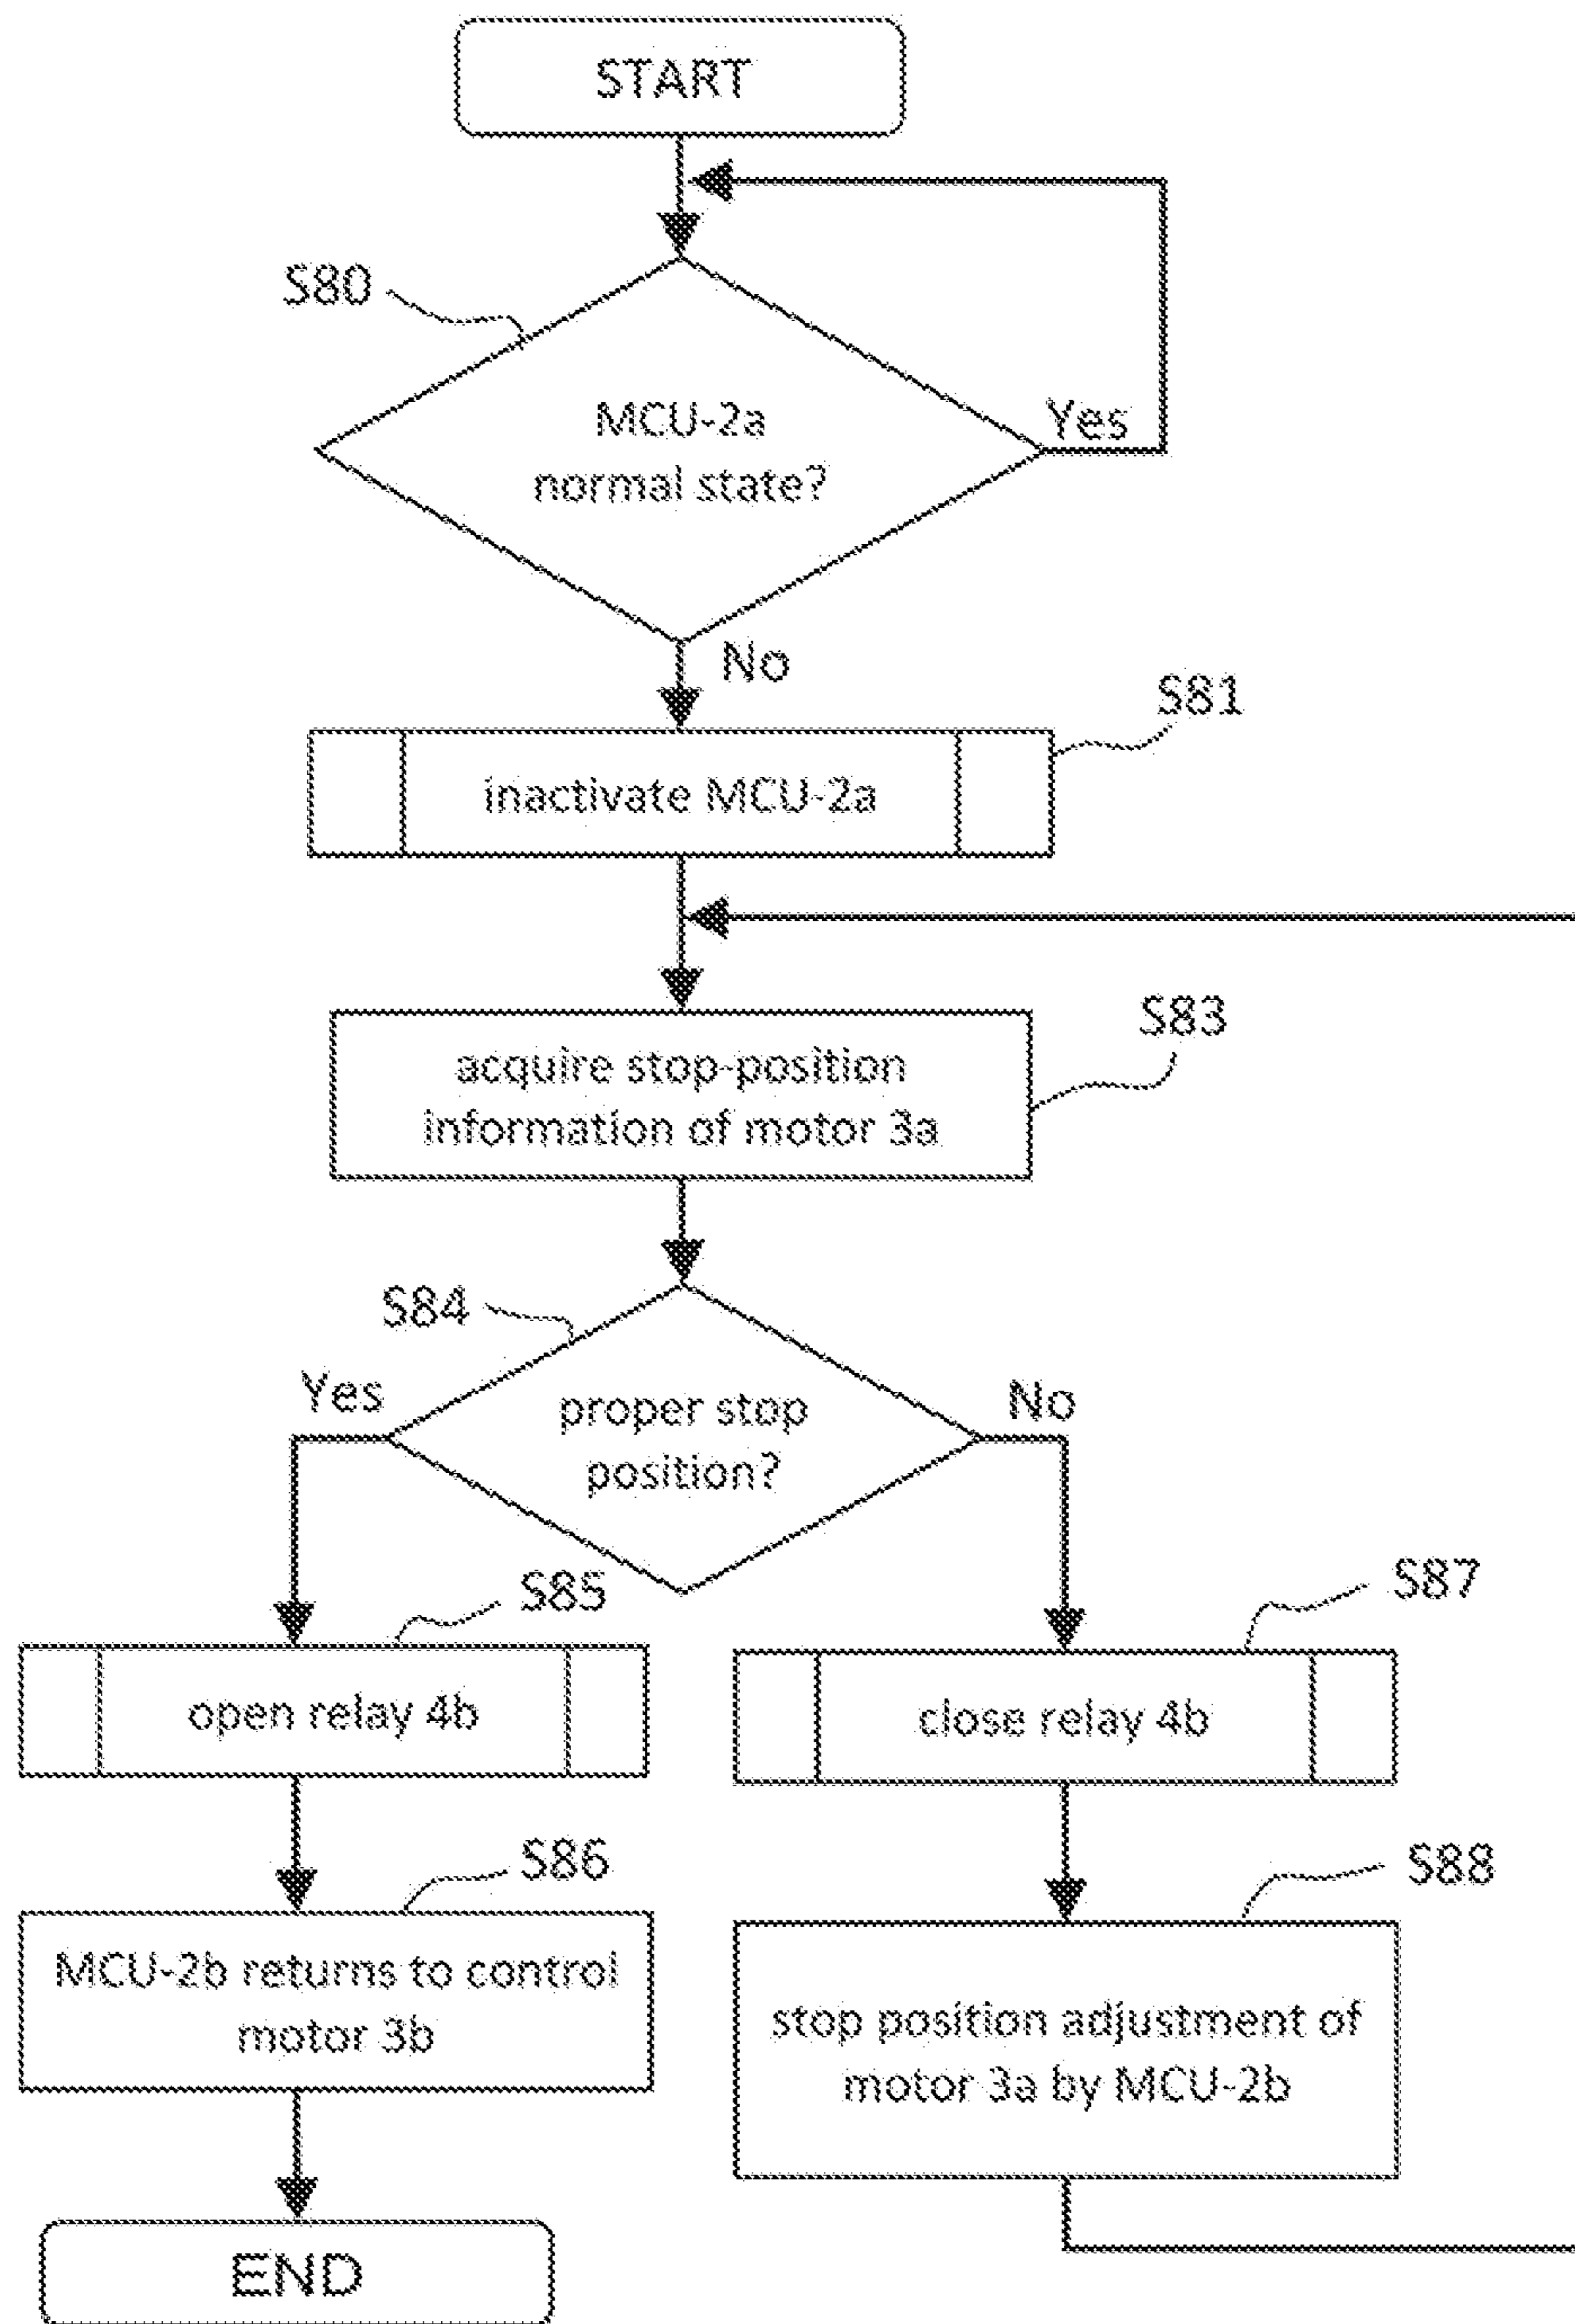 START
S80
MCU-2a
normal state?
Yes
No
S81
inactivate MCU-2a
S83
acquire stop-position
information of motor 3a
S84
Yes
proper stop
position?
No
S85
open relay 4b
S87
close relay 4b
S86
MCU-2b returns to control
motor 3b
S88
stop position adjustment of
motor 3a by MCU-2b
END